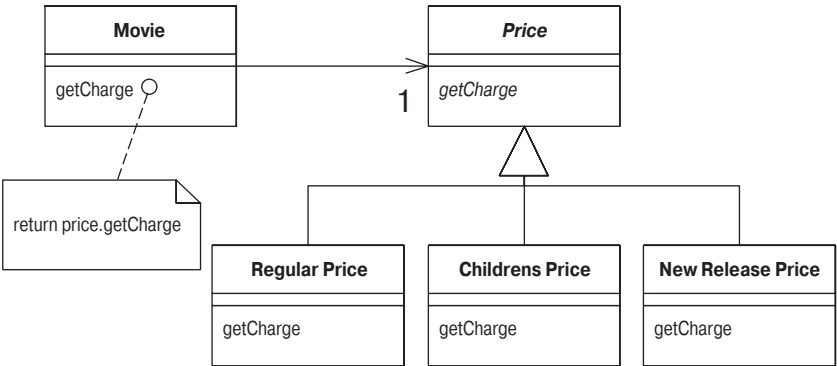 Movie
getCharge
Price
getCharge
1
return price.getCharge
Regular Price
getCharge
Childrens Price
getCharge
New Release Price
getCharge